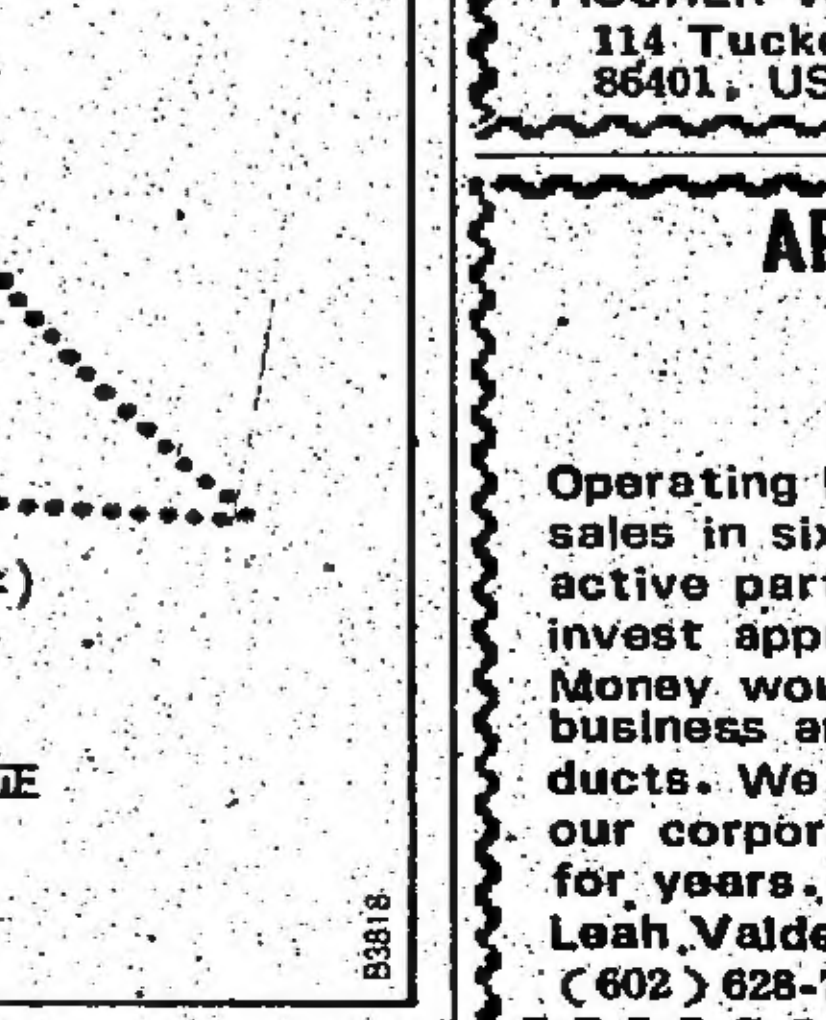 B3818
114 Tucke
86401, US
Operating
sales in six
active part
invest app
Money wou
business a
ducts. We
our corpor
for years.
Leah Valde
(602) 628-